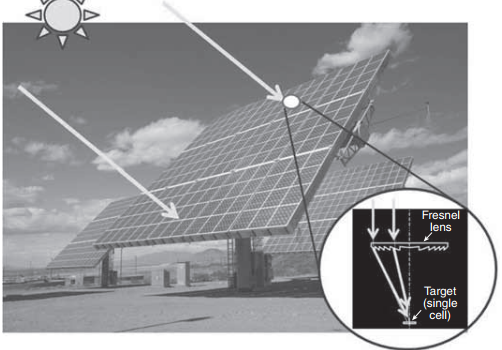 Fresnel
lens
Target
(single
cell)